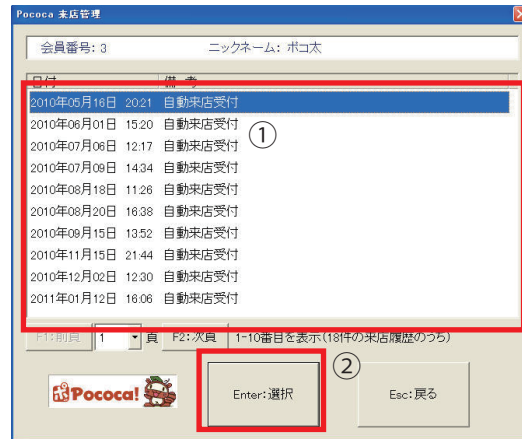 Pococa 来店管理
会員番号: 3 ニックネーム: ポコ太
日付 備考
2010年05月16日 20:21 自動来店受付
2010年06月01日 15:20 自動来店受付
①
2010年07月06日 12:17 自動来店受付
2010年07月09日 14:34 自動来店受付
2010年08月18日 11:26 自動来店受付
2010年08月20日 16:38 自動来店受付
2010年09月15日 13:52 自動来店受付
2010年11月15日 21:44 自動来店受付
2010年12月02日 12:30 自動来店受付
2011年01月12日 16:06 自動来店受付
F1:前頁 1 頁 F2:次頁 1-10番目を表示(18件の来店履歴のうち)
②
Pococa!
Enter:選択 Esc:戻る